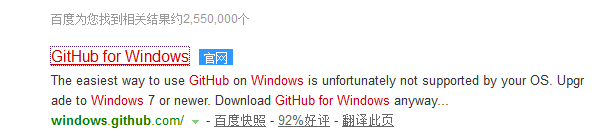 百度为您找到相关结果约2,550,000个
GitHub for Windows 官网
The easiest way to use GitHub on Windows is unfortunately not supported by your OS. Upgr
ade to Windows 7 or newer. Download GitHub for Windows anyway...
windows.github.com/ - 百度快照 - 92%好评 - 翻译此页